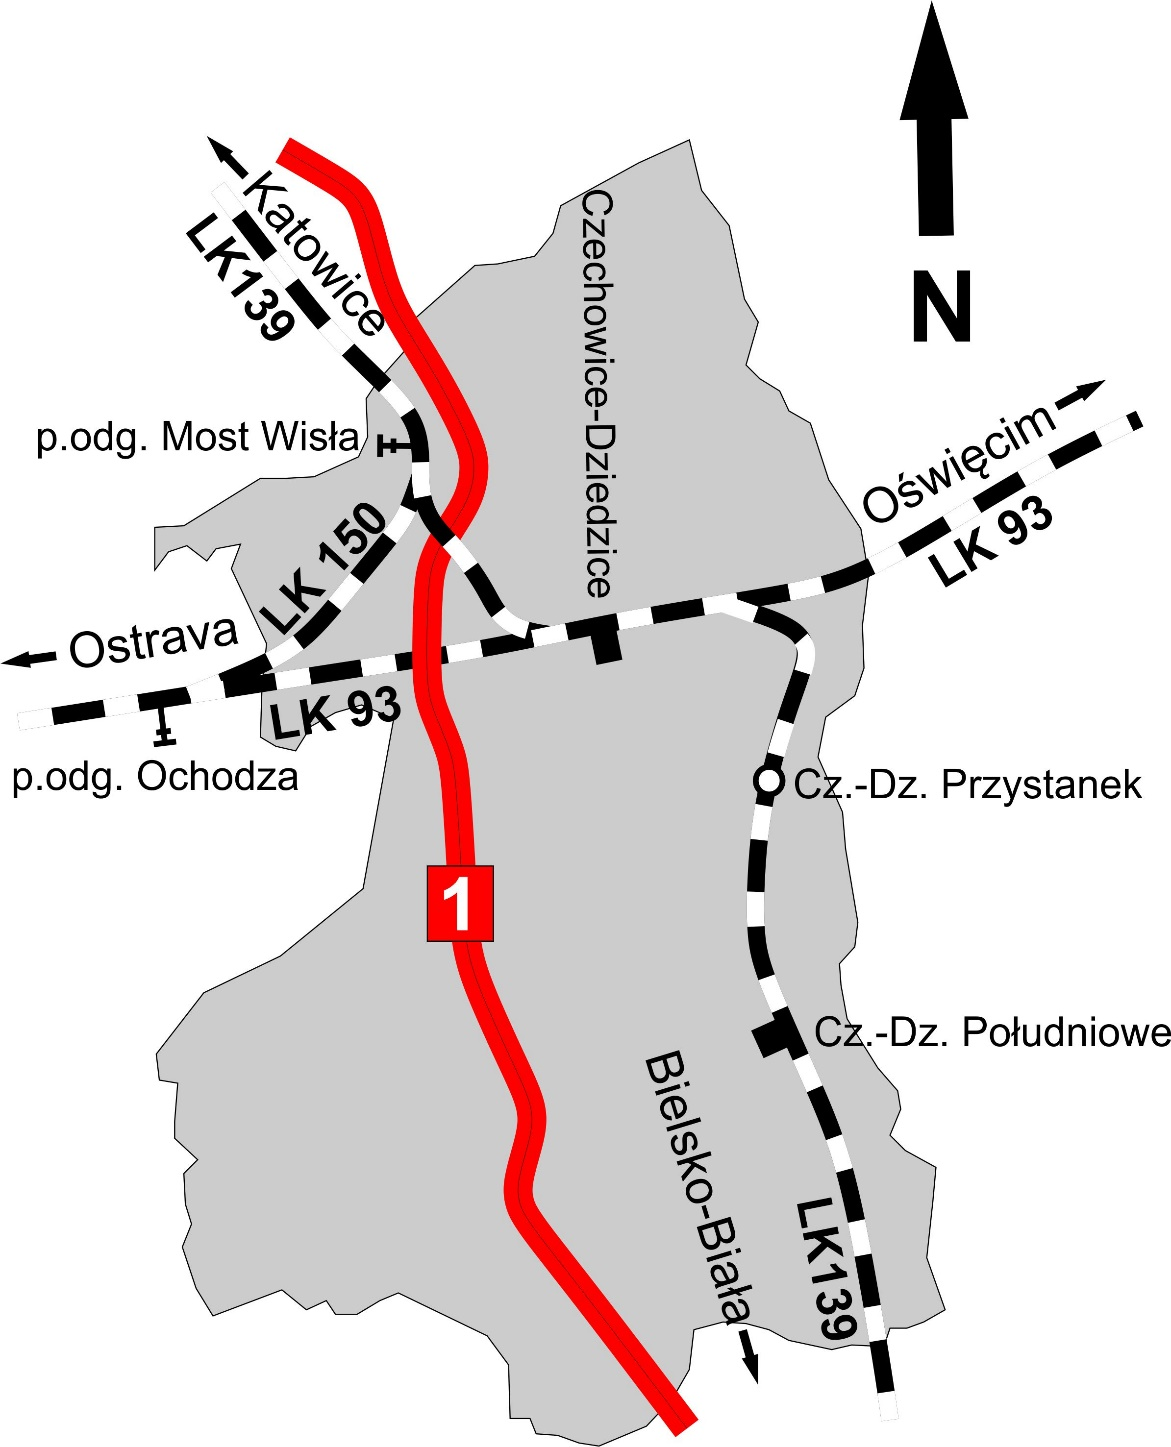 N
Katowice
LK139
Czechowice-Dziedzice
p.odg. Most Wisła
Oświęcim
LK 93
LK 150
Ostrava
LK 93
p.odg. Ochodza
Cz.-Dz. Przystanek
1
Cz.-Dz. Południowe
Bielsko-Biała
LK139